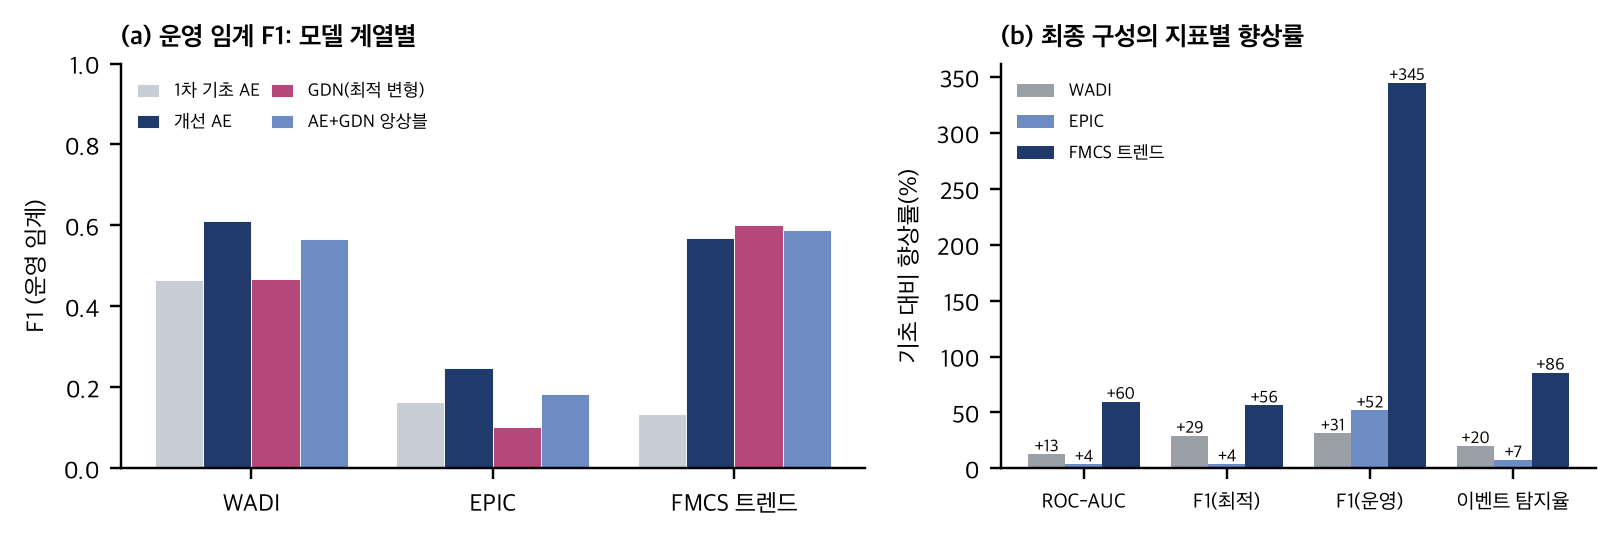 (a) 운영 임계 F1: 모델 계열별
1차 기초 AE
개선 AE
GDN(최적 변형)
AE+GDN 앙상블
F1 (운영 임계)
1.0
0.8
0.6
0.4
0.2
0.0
WADI
EPIC
FMCS 트렌드
(b) 최종 구성의 지표별 향상률
WADI
EPIC
FMCS 트렌드
기초 대비 향상률(%)
350
300
250
200
150
100
50
0
+13
+4
+60
+29
+4
+56
+31
+52
+345
+20
+7
+86
ROC-AUC
F1(최적)
F1(운영)
이벤트 탐지율